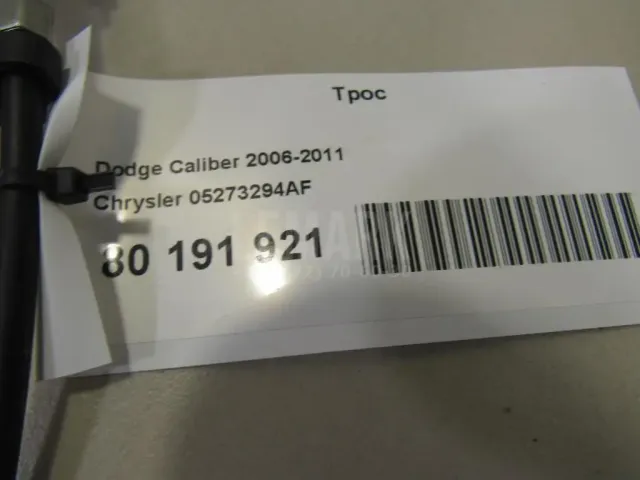 Трос
Dodge Caliber 2006-2011
Chrysler 05273294AF
80 191 921